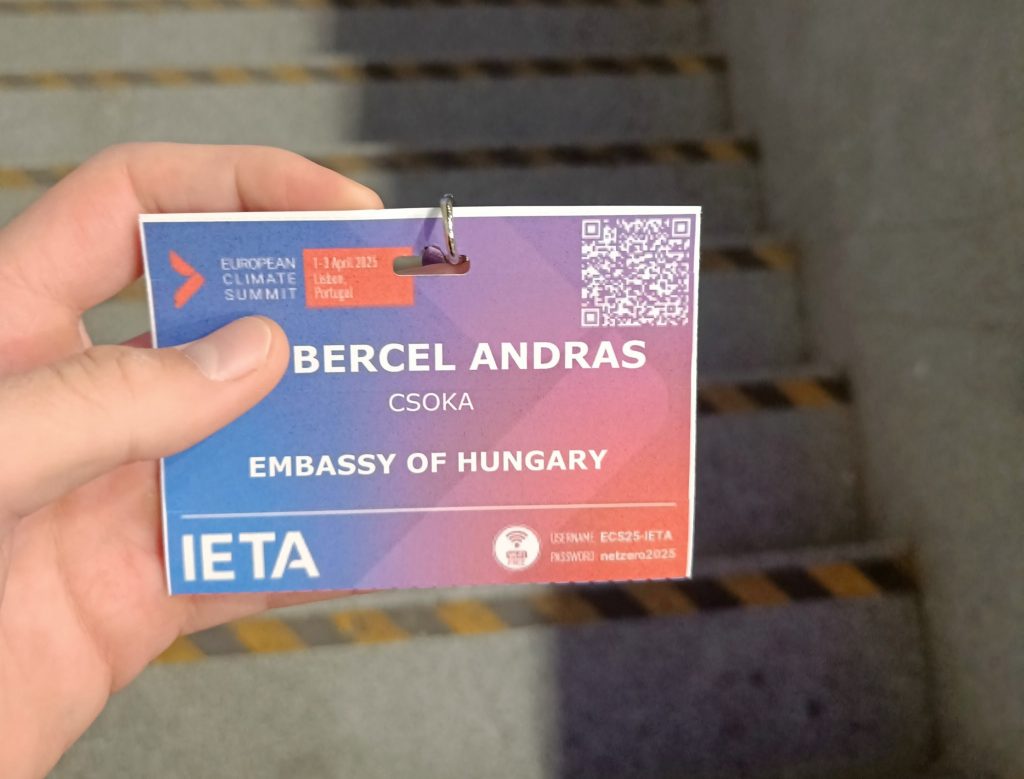 EUROPEAN
CLIMATE
SUMMIT
1-3 April 2025
Lisbon,
Portugal
BERCEL ANDRAS
CSOKA
EMBASSY OF HUNGARY
IETA
USERNAME ECS25-IETA
PASSWORD netzero2025